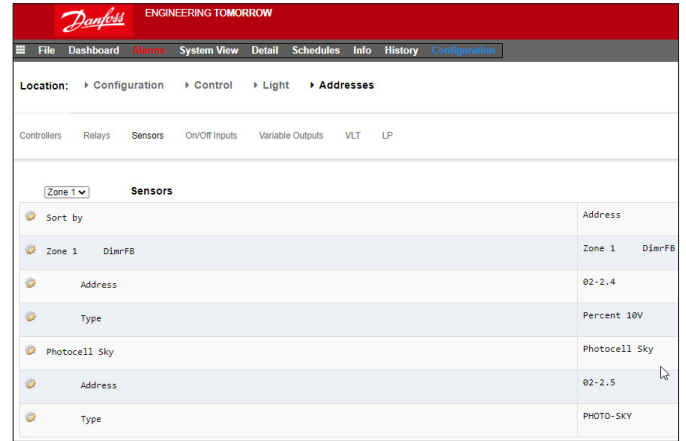 Danfoss ENGINEERING TOMORROW
File Dashboard Alarms System View Detail Schedules Info History Configuration
Location: Configuration Control Light Addresses
Controllers Relays Sensors On/Off Inputs Variable Outputs VLT LP
Zone 1 Sensors
Sort by Address
Zone 1 DimrFB Zone 1 DimrFB
Address 02-2.4
Type Percent 10V
Photocell Sky Photocell Sky
Address 02-2.5
Type PHOTO-SKY